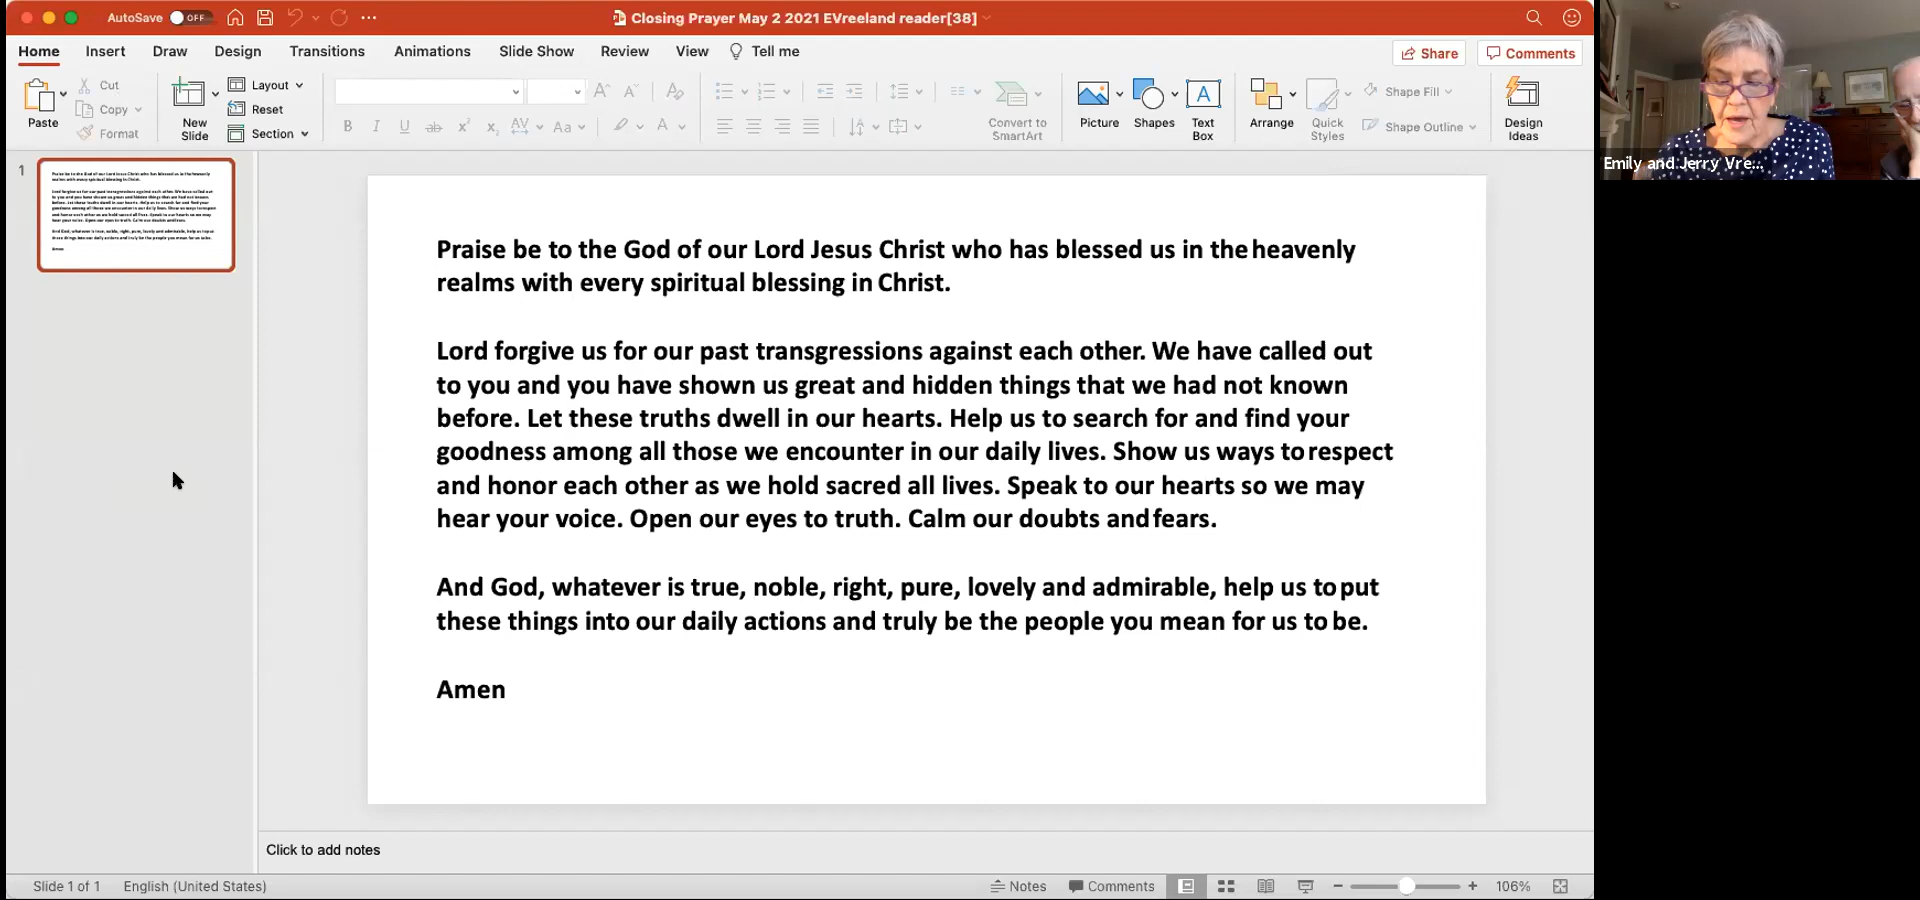 AutoSave OFF
Closing Prayer May 2 2021 EVreeland reader[38]
Home Insert Draw Design Transitions Animations Slide Show Review View Tell me
Share Comments
Paste
Cut
Copy
Format
New
Slide
Layout
Reset
Section
Convert to
SmartArt
Picture
Shapes
Text
Box
Arrange
Quick
Styles
Shape Fill
Shape Outline
Design
Ideas
Emily and Jerry Vre...
1
Praise be to the God of our Lord Jesus Christ who has blessed us in the heavenly
realms with every spiritual blessing in Christ.
Lord forgive us for our past transgressions against each other. We have called out
to you and you have shown us great and hidden things that we had not known
before. Let these truths dwell in our hearts. Help us to search for and find your
goodness among all those we encounter in our daily lives. Show us ways to respect
and honor each other as we hold sacred all lives. Speak to our hearts so we may
hear your voice. Open our eyes to truth. Calm our doubts and fears.
And God, whatever is true, noble, right, pure, lovely and admirable, help us to put
these things into our daily actions and truly be the people you mean for us to be.
Amen
Click to add notes
Slide 1 of 1 English (United States)
Notes Comments 106%